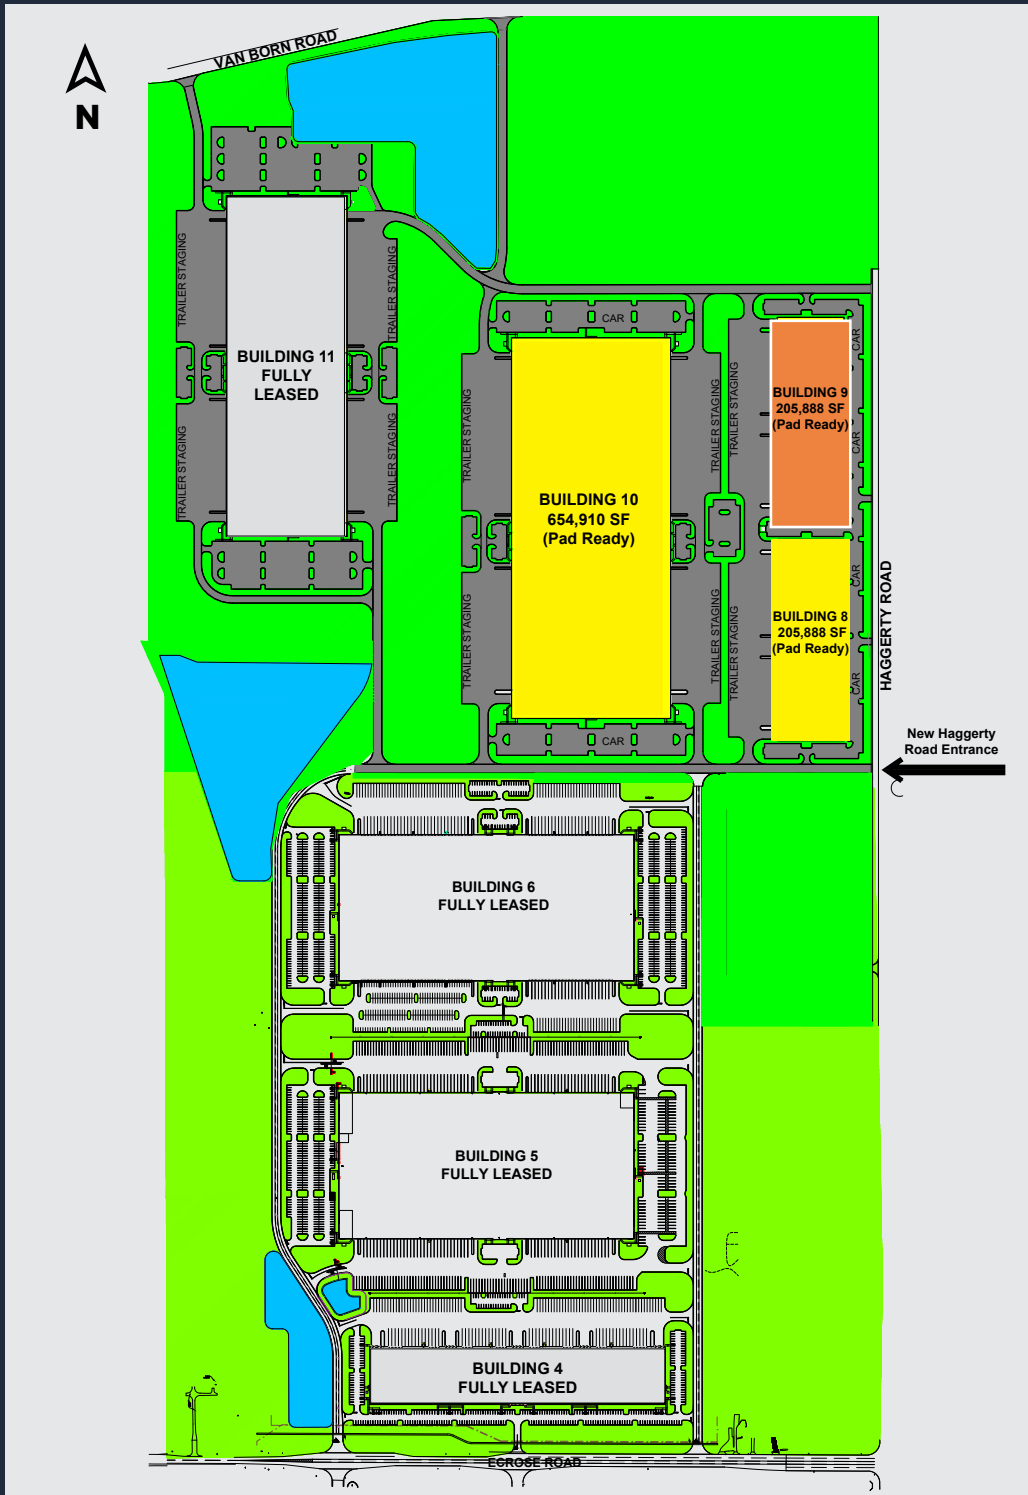 VAN BORN ROAD
N
TRAILER STAGING
TRAILER STAGING
BUILDING 11
FULLY
LEASED
TRAILER STAGING
TRAILER STAGING
CAR
TRAILER STAGING
TRAILER STAGING
BUILDING 10
654,910 SF
(Pad Ready)
TRAILER STAGING
TRAILER STAGING
CAR
TRAILER STAGING
TRAILER STAGING
BUILDING 9
205,888 SF
(Pad Ready)
CAR
CAR
BUILDING 8
205,888 SF
(Pad Ready)
CAR
CAR
HAGGERTY ROAD
New Haggerty
Road Entrance
BUILDING 6
FULLY LEASED
BUILDING 5
FULLY LEASED
BUILDING 4
FULLY LEASED
ECROSE ROAD